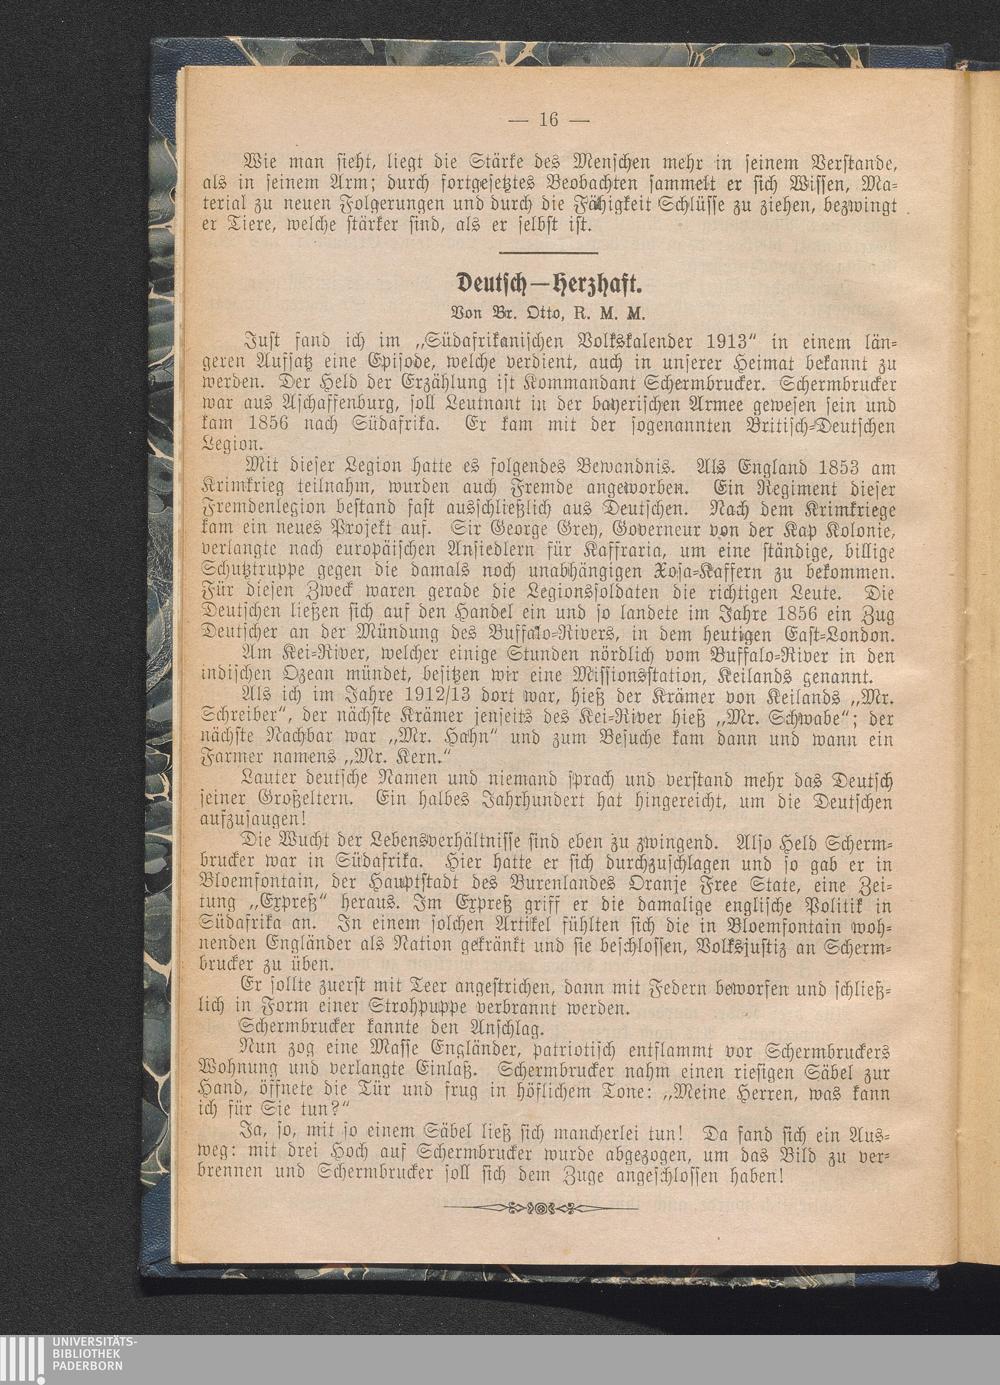 — 16 —
Wie man sieht, liegt die Stärke des Menschen mehr in seinem Verstande,
als in seinem Arm; durch fortgesetztes Beobachten sammelt er sich Wissen, Ma-
terial zu neuen Folgerungen und durch die Fähigkeit Schlüsse zu ziehen, bezwingt
er Tiere, welche stärker sind, als er selbst ist.
Deutsch—Herzhaft.
Von Br. Otto, R. M. M.
Just fand ich im „Südafrikanischen Volkskalender 1913“ in einem län-
geren Aufsatz eine Episode, welche verdient, auch in unserer Heimat bekannt zu
werden. Der Held der Erzählung ist Kommandant Schermbrucker. Schermbrucker
war aus Aschaffenburg, soll Leutnant in der bayerischen Armee gewesen sein und
kam 1856 nach Südafrika. Er kam mit der sogenannten Britisch-Deutschen
Legion.
Mit dieser Legion hatte es folgendes Bewandnis. Als England 1853 am
Krimkrieg teilnahm, wurden auch Fremde angeworben. Ein Regiment dieser
Fremdenlegion bestand fast ausschließlich aus Deutschen. Nach dem Krimkriege
kam ein neues Projekt auf. Sir George Grey, Governeur von der Kap Kolonie,
verlangte nach europäischen Ansiedlern für Kaffraria, um eine ständige, billige
Schutztruppe gegen die damals noch unabhängigen Xosa-Kaffern zu bekommen.
Für diesen Zweck waren gerade die Legionssoldaten die richtigen Leute. Die
Deutschen ließen sich auf den Handel ein und so landete im Jahre 1856 ein Zug
Deutscher an der Mündung des Buffalo-Rivers, in dem heutigen East-London.
Am Kei-River, welcher einige Stunden nördlich vom Buffalo-River in den
indischen Ozean mündet, besitzen wir eine Missionsstation, Keilands genannt.
Als ich im Jahre 1912/13 dort war, hieß der Krämer von Keilands „Mr.
Schreiber“, der nächste Krämer jenseits des Kei-River hieß „Mr. Schwabe“; der
nächste Nachbar war „Mr. Hahn“ und zum Besuche kam dann und wann ein
Farmer namens „Mr. Kern.“
Lauter deutsche Namen und niemand sprach und verstand mehr das Deutsch
seiner Großeltern. Ein halbes Jahrhundert hat hingereicht, um die Deutschen
aufzusaugen!
Die Wucht der Lebensverhältnisse sind eben zu zwingend. Also Held Scherm-
brucker war in Südafrika. Hier hatte er sich durchzuschlagen und so gab er in
Bloemfontain, der Hauptstadt des Burenlandes Oranje Free State, eine Zei-
tung „Expreß“ heraus. Im Expreß griff er die damalige englische Politik in
Südafrika an. In einem solchen Artikel fühlten sich die in Bloemfontain woh-
nenden Engländer als Nation gekränkt und sie beschlossen, Volksjustiz an Scherm-
brucker zu üben.
Er sollte zuerst mit Teer angestrichen, dann mit Federn beworfen und schließ-
lich in Form einer Strohpuppe verbrannt werden.
Schermbrucker kannte den Anschlag.
Nun zog eine Masse Engländer, patriotisch entflammt vor Schermbruckers
Wohnung und verlangte Einlaß. Schermbrucker nahm einen riesigen Säbel zur
Hand, öffnete die Tür und frug in höflichem Tone: „Meine Herren, was kann
ich für Sie tun?“
Ja, so, mit so einem Säbel ließ sich mancherlei tun! Da fand sich ein Aus-
weg: mit drei Hoch auf Schermbrucker wurde abgezogen, um das Bild zu ver-
brennen und Schermbrucker soll sich dem Zuge angeschlossen haben!
UNIVERSITÄTS-
BIBLIOTHEK
PADERBORN